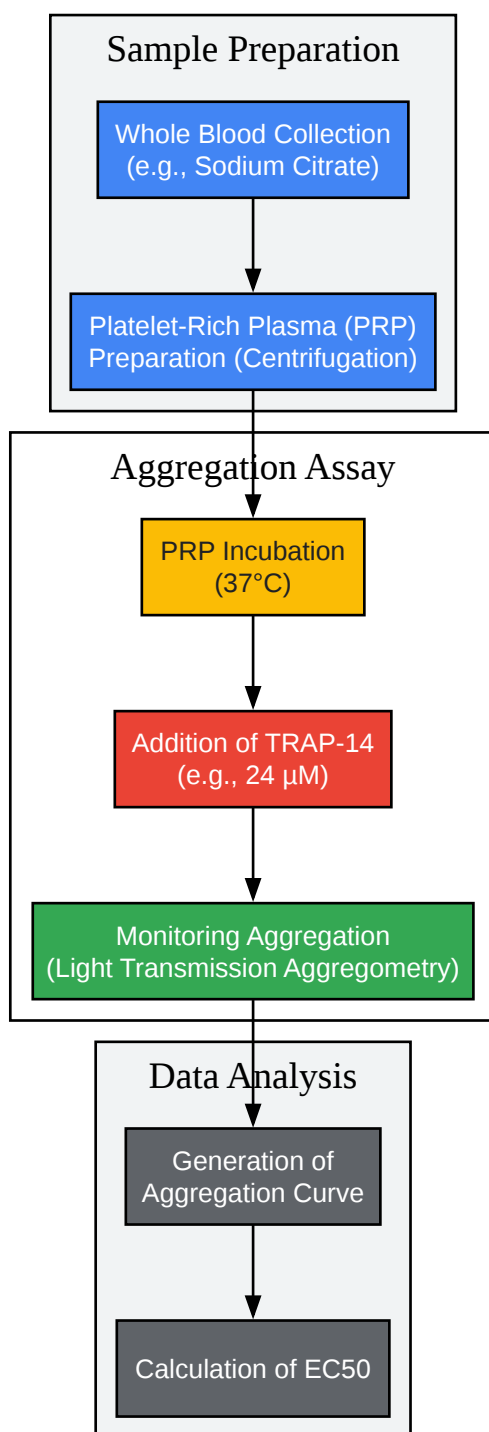 Sample Preparation
Whole Blood Collection
(e.g., Sodium Citrate)
Platelet-Rich Plasma (PRP)
Preparation (Centrifugation)
Aggregation Assay
PRP Incubation
(37°C)
Addition of TRAP-14
(e.g., 24 µM)
Monitoring Aggregation
(Light Transmission Aggregometry)
Data Analysis
Generation of
Aggregation Curve
Calculation of EC50